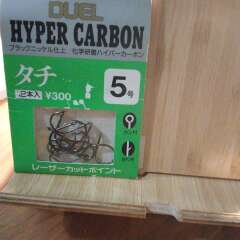 DUEL
HYPER CARBON
ブラックニッケル仕上 化学研磨ハイパーカーボン
タチ
2本入 ¥300
5号
レーザーカットポイント